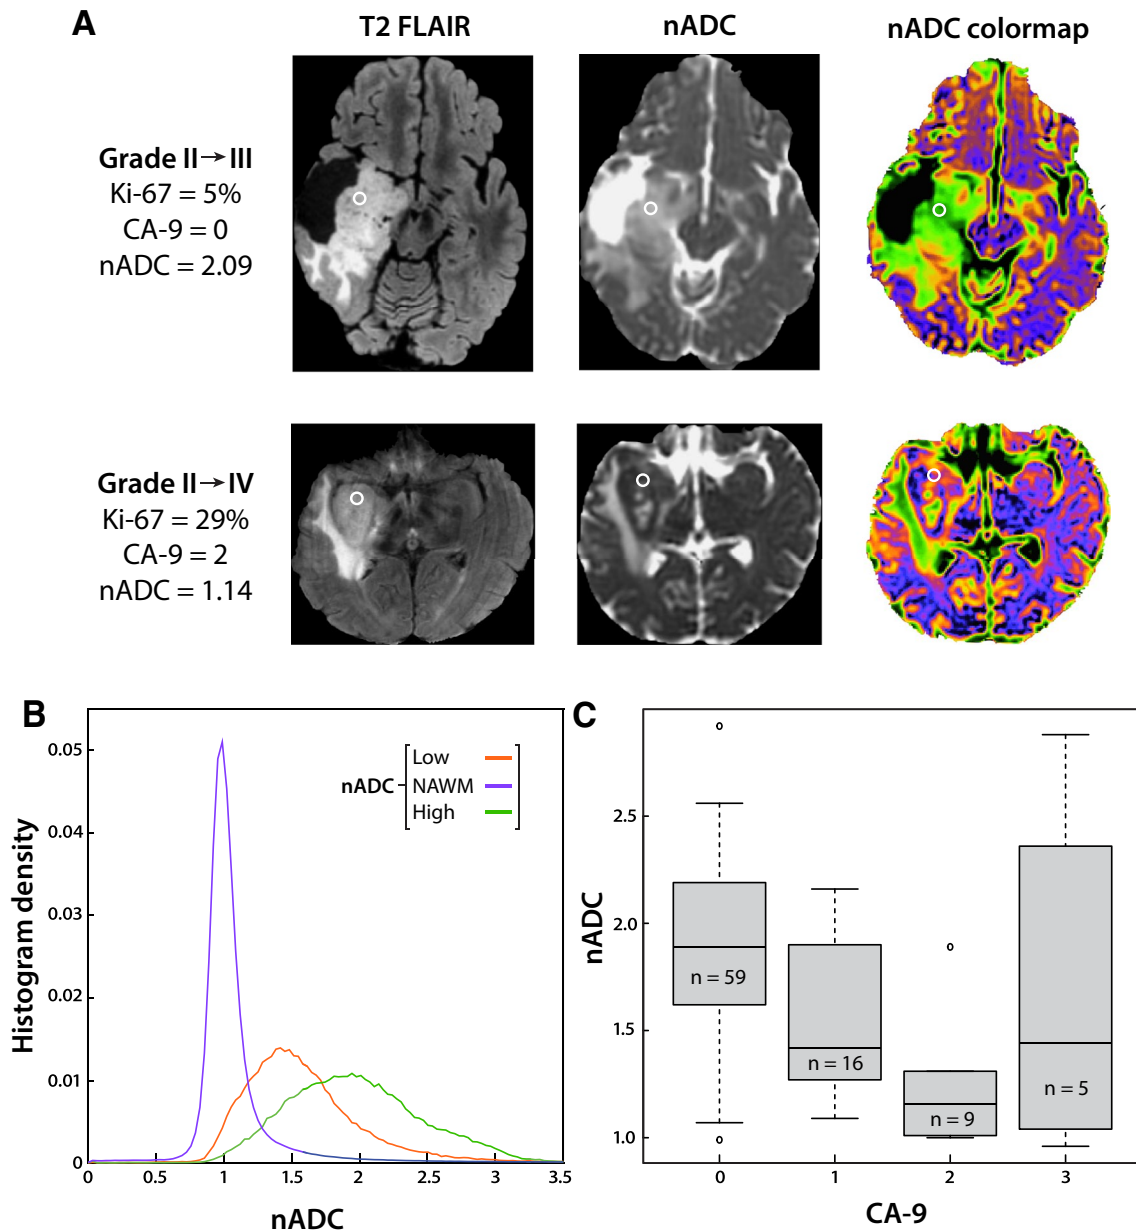 A
T2 FLAIR
nADC
nADC colormap
Grade II→III
Ki-67 = 5%
CA-9 = 0
nADC = 2.09
Grade II→IV
Ki-67 = 29%
CA-9 = 2
nADC = 1.14
B
Histogram density
0.05
0.04
0.03
0.02
0.01
0
0 0.5 1 1.5 2 2.5 3 3.5
nADC
nADC
Low
NAWM
High
C
nADC
2.5
2.0
1.5
1.0
n = 59
n = 16
n = 9
n = 5
0 1 2 3
CA-9